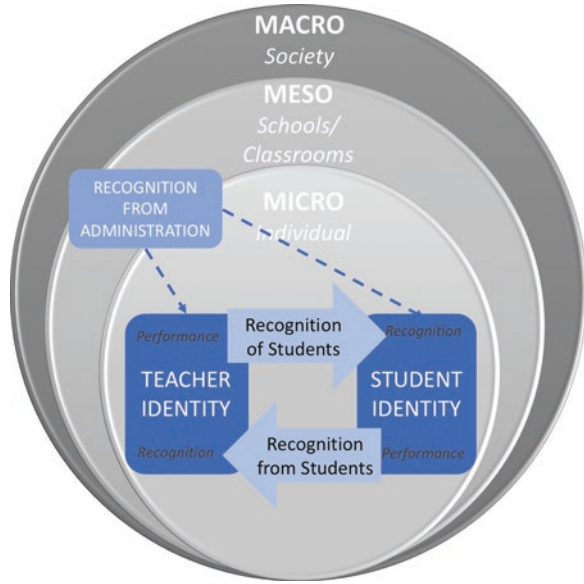 MACRO
Society
MESO
Schools/
Classrooms
MICRO
Individual
RECOGNITION
FROM
ADMINISTRATION
Performance
Recognition
of Students
Recognition
TEACHER
IDENTITY
STUDENT
IDENTITY
Recognition
Recognition
from Students
Performance